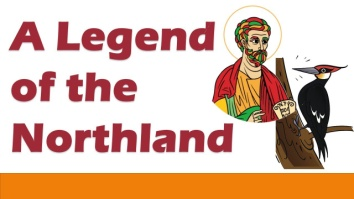 A Legend
of the
Northland